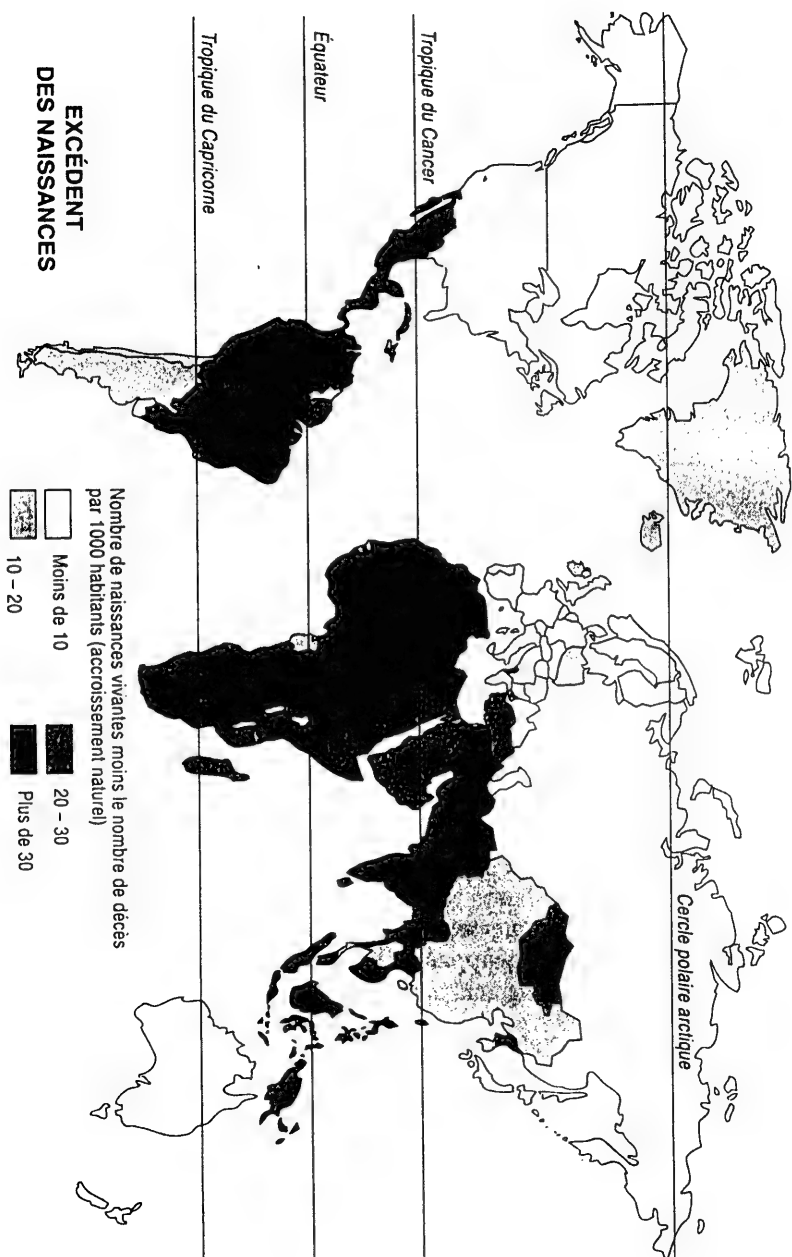 Cercle polaire arctique
Tropique du Cancer
Équateur
Tropique du Capricorne
EXCÉDENT
DES NAISSANCES
Nombre de naissances vivantes moins le nombre de décès
par 1000 habitants (accroissement naturel)
Moins de 10
20 – 30
10 – 20
Plus de 30